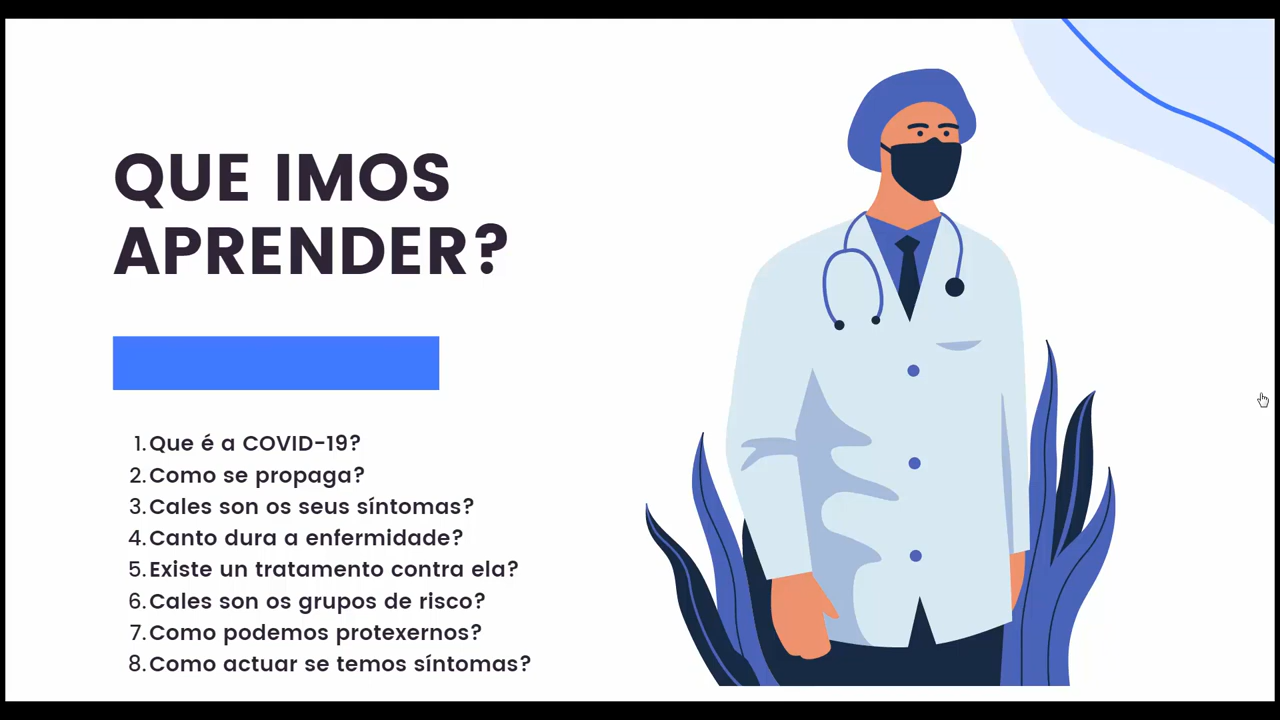 QUE IMOS
APRENDER?
1. Que é a COVID-19?
2. Como se propaga?
3. Cales son os seus síntomas?
4. Canto dura a enfermidade?
5. Existe un tratamento contra ela?
6. Cales son os grupos de risco?
7. Como podemos protexernos?
8. Como actuar se temos síntomas?